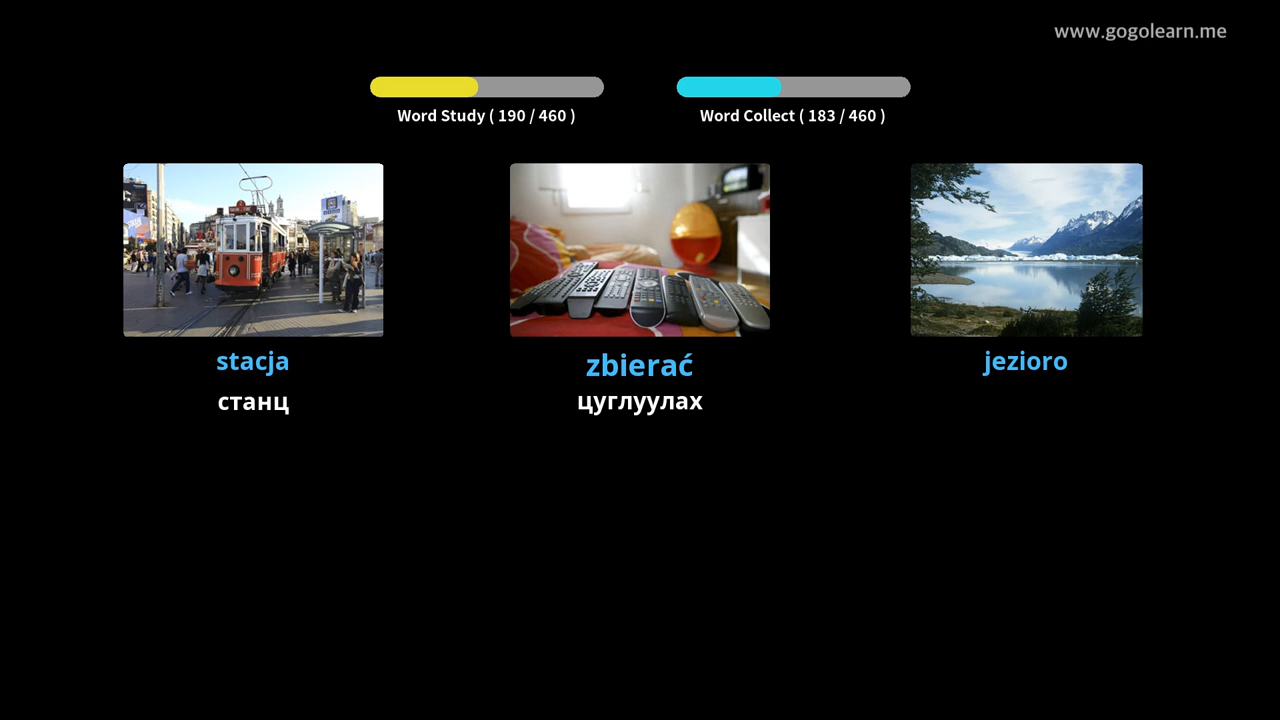 www.gogolearn.me
Word Study ( 190 / 460 )
Word Collect ( 183 / 460 )
stacja
zbierać
jezioro
станц
цуглуулах